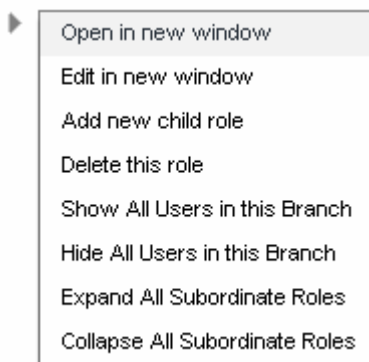 Open in new window
Edit in new window
Add new child role
Delete this role
Show All Users in this Branch
Hide All Users in this Branch
Expand All Subordinate Roles
Collapse All Subordinate Roles